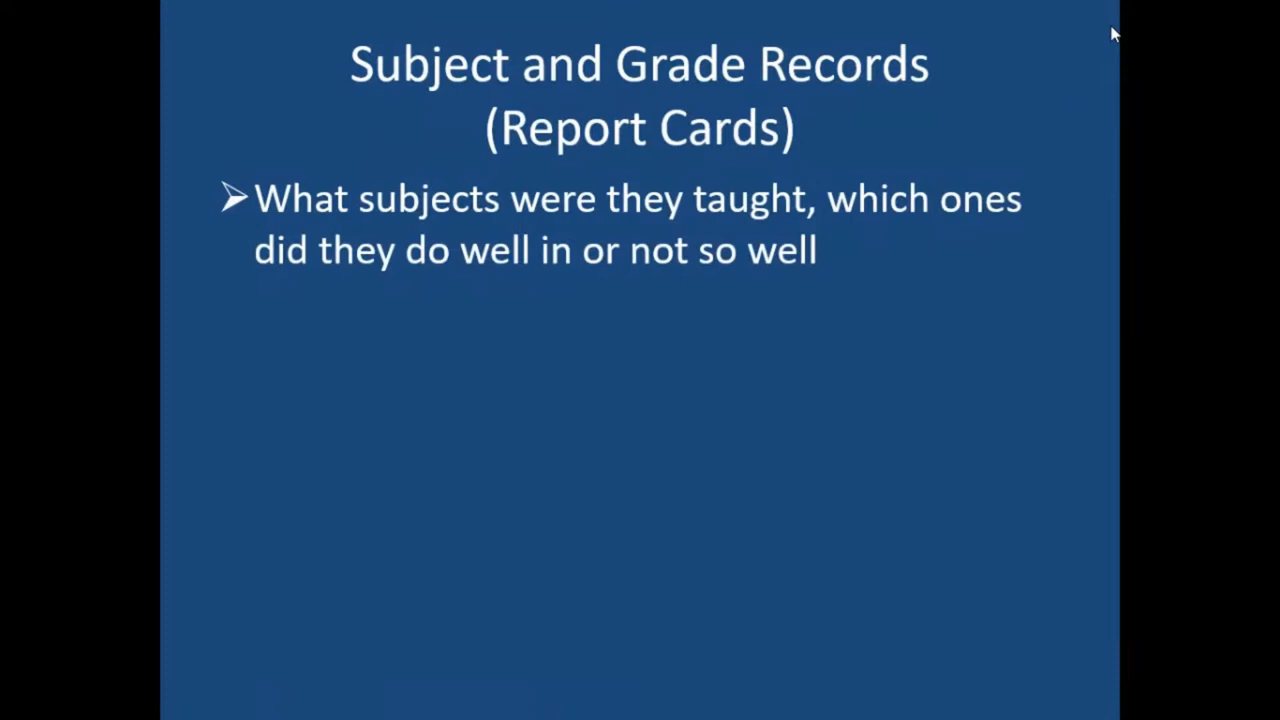 Subject and Grade Records
(Report Cards)
➢What subjects were they taught, which ones
did they do well in or not so well